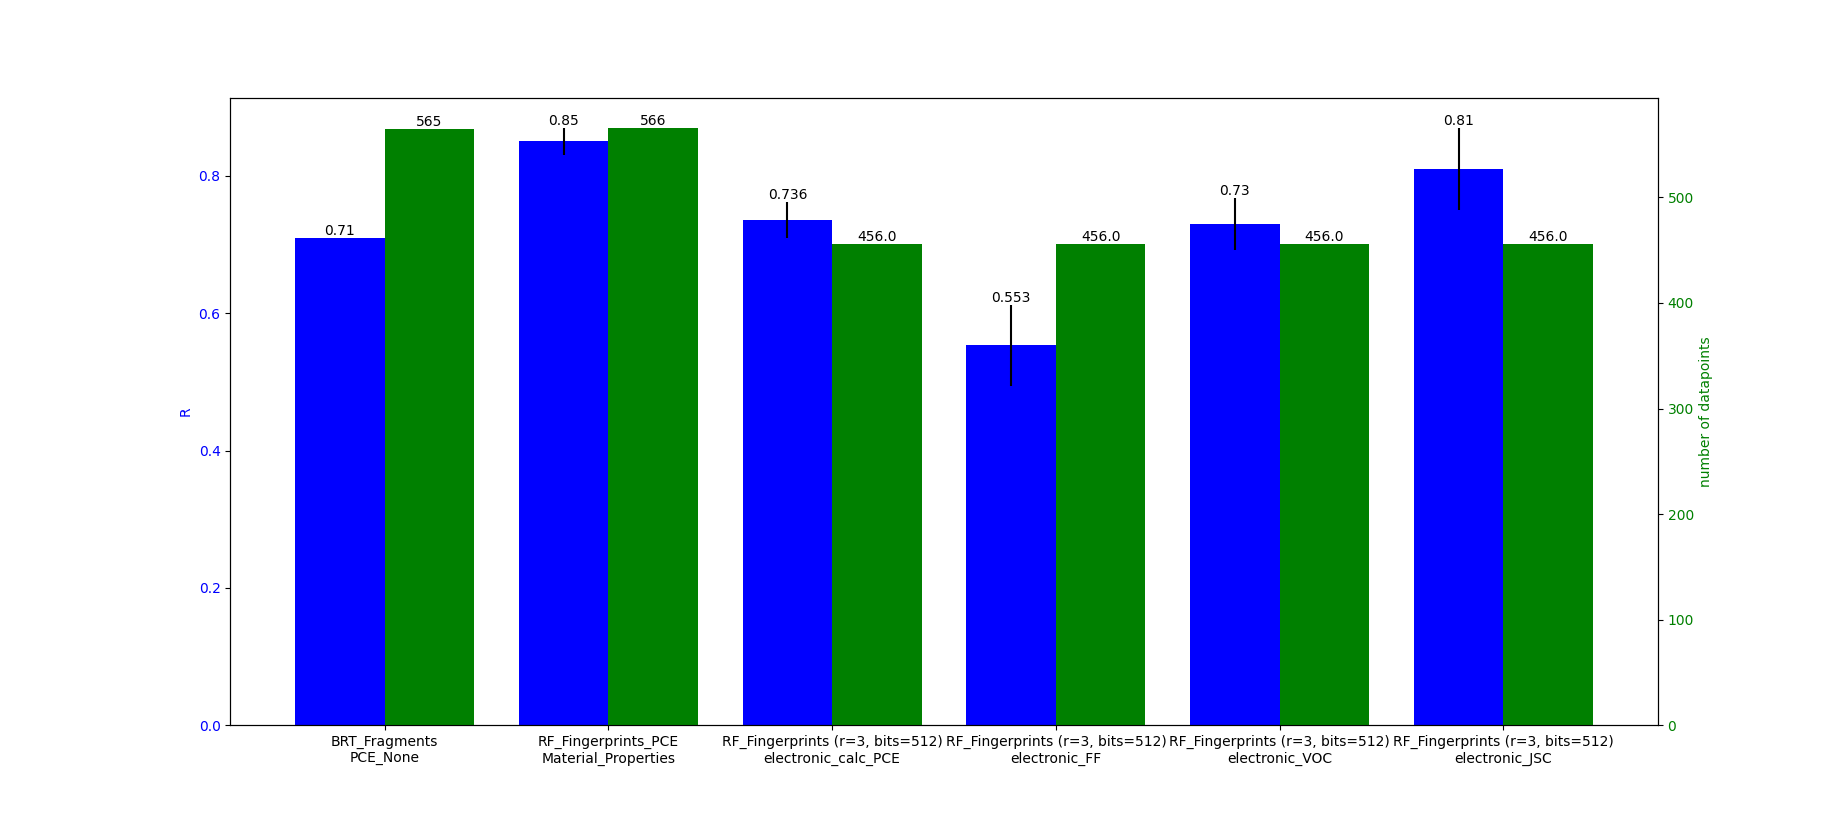 565
0.85
566
0.81
0.71
0.736
456.0
0.553
456.0
0.73
456.0
456.0
R
0.8
0.6
0.4
0.2
0.0
number of datapoints
500
400
300
200
100
0
BRT_Fragments
PCE_None
RF_Fingerprints_PCE
Material_Properties
RF_Fingerprints (r=3, bits=512)
electronic_calc_PCE
RF_Fingerprints (r=3, bits=512)
electronic_FF
RF_Fingerprints (r=3, bits=512)
electronic_VOC
RF_Fingerprints (r=3, bits=512)
electronic_JSC